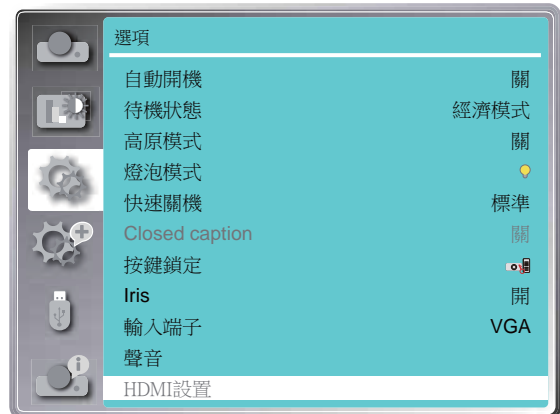 選項
自動開機 關
待機狀態 經濟模式
高原模式 關
燈泡模式
快速關機 標準
Closed caption 關
按鍵鎖定
Iris 開
輸入端子 VGA
聲音
HDMI設置